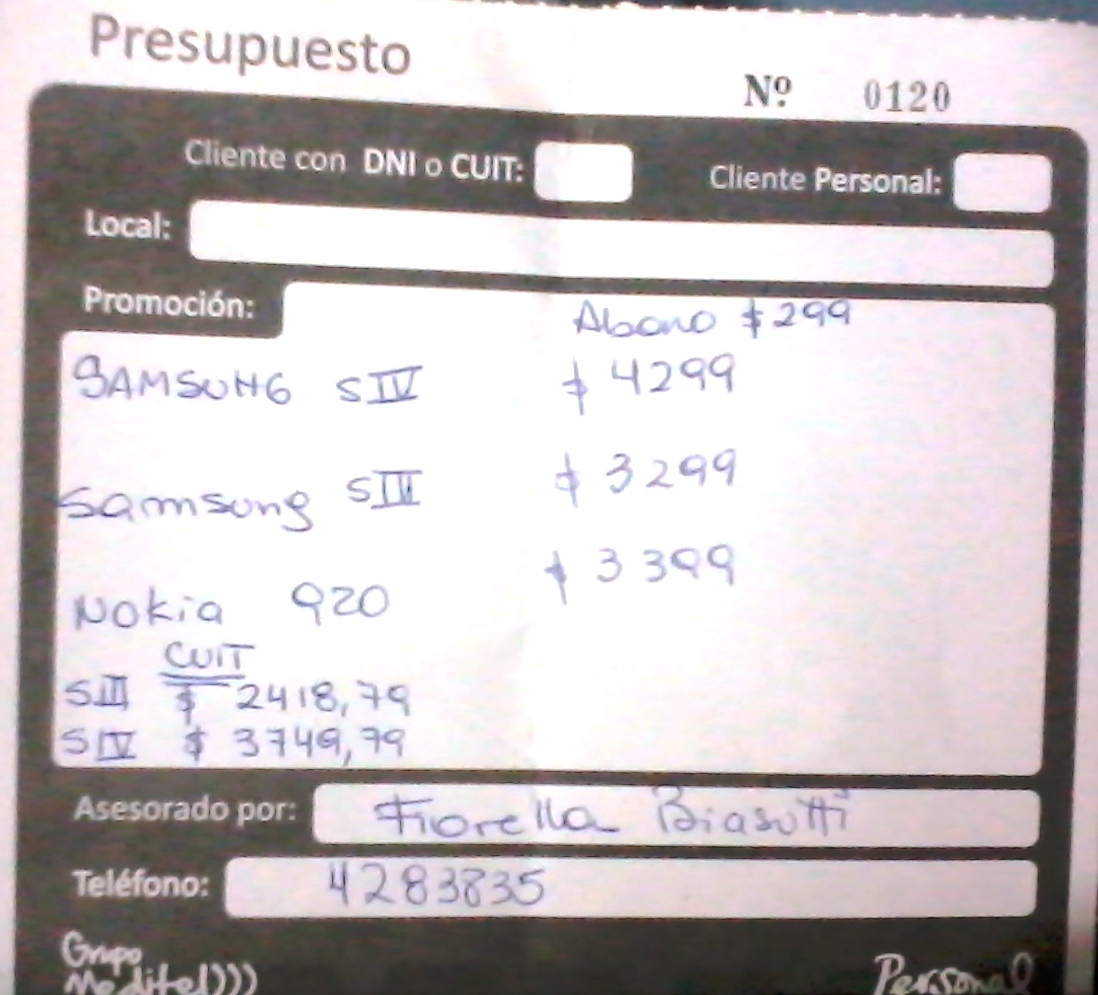 Presupuesto
Nº 0120
Cliente con DNI o CUIT: Cliente Personal:
Local:
Promoción:
Abono $299
SAMSUNG SIV $ 4299
Samsung SIII $ 3299
Nokia 920 $ 3399
CUIT
SIII $ 2418,79
SIV $ 3749,79
Asesorado por: Fiorella Biasutti
Teléfono: 4283835
Grupo Personal
Meditel)))